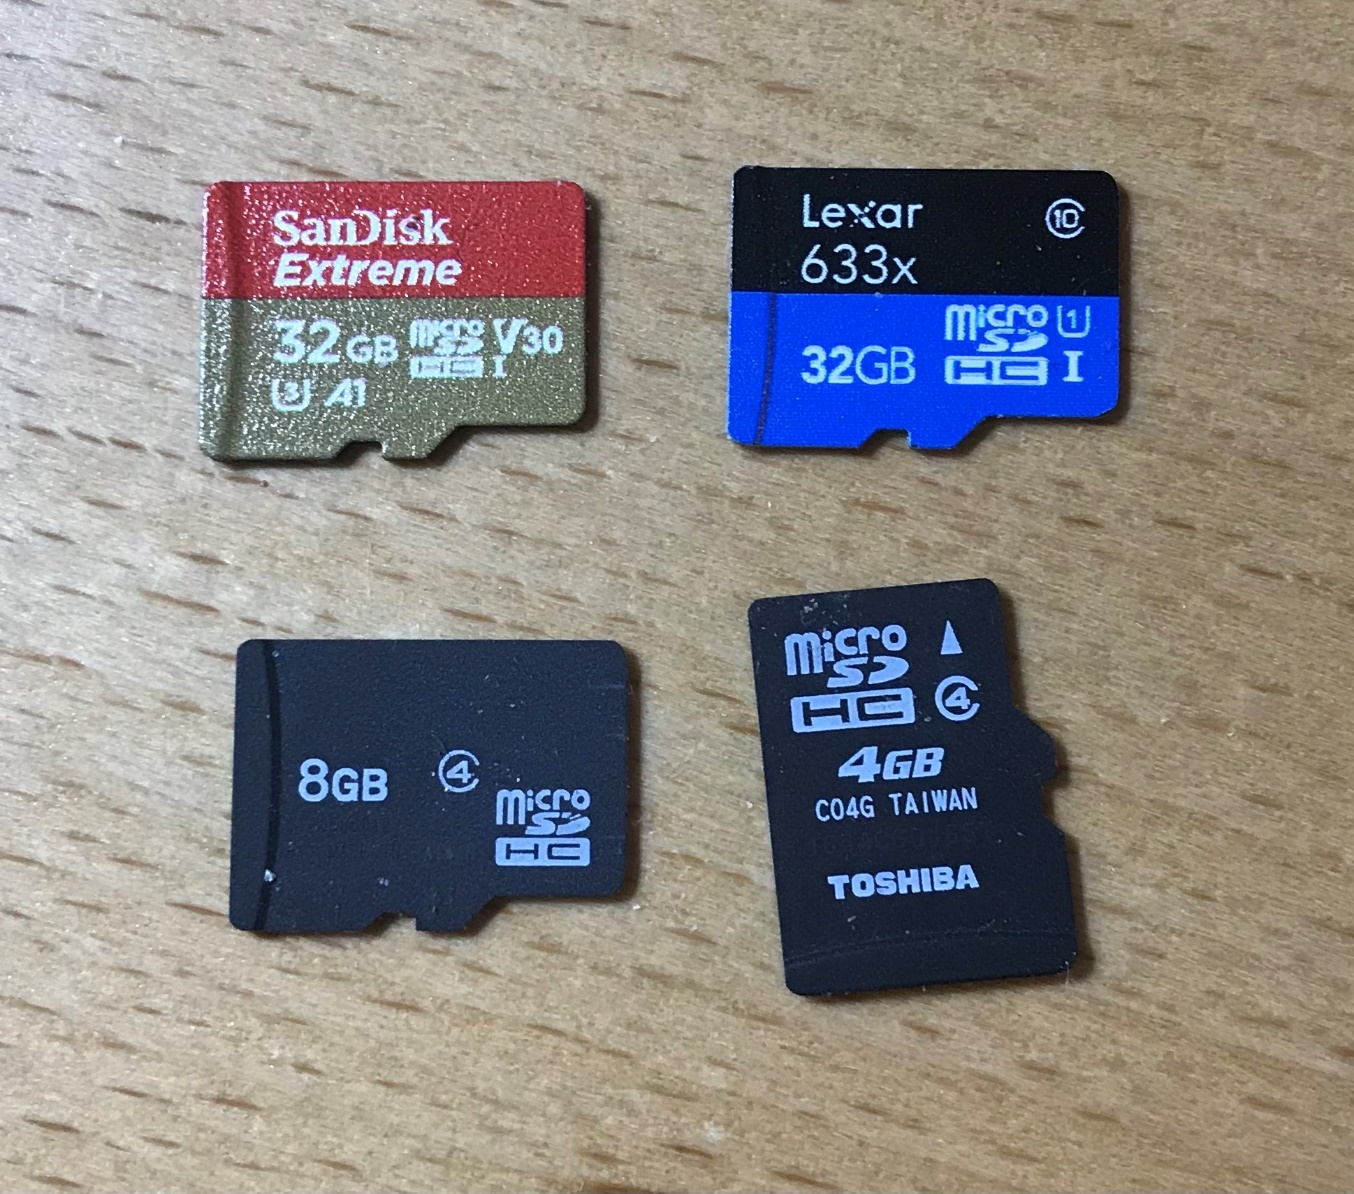 SanDisk
Extreme
32GB micro SD HC I V30
U3 A1
Lexar
633x
10
32GB micro SD HC U1 I
8GB
4
micro SD HC
micro SD HC
4
4GB
C04G TAIWAN
TOSHIBA